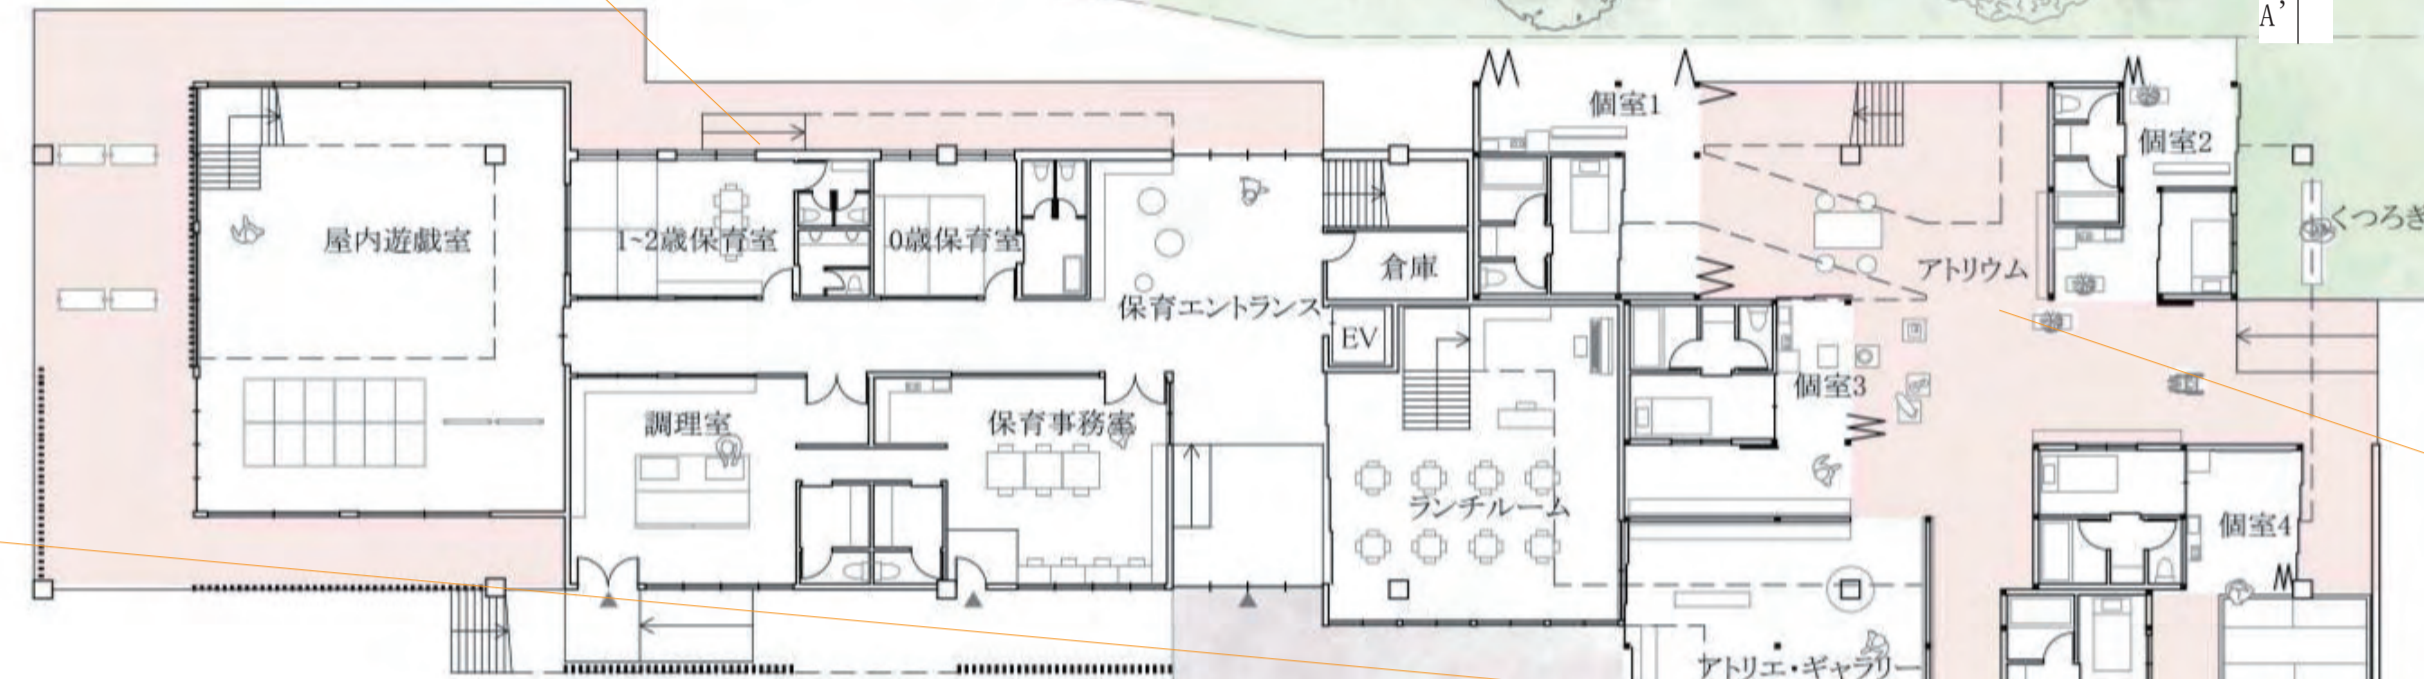 A’
個室1
個室2
屋内遊戯室
1~2歳保育室
0歳保育室
くつろぎ
倉庫
アトリウム
保育エントランス
EV
個室3
調理室
保育事務室
ランチルーム
個室4
アトリエ・ギャラリー